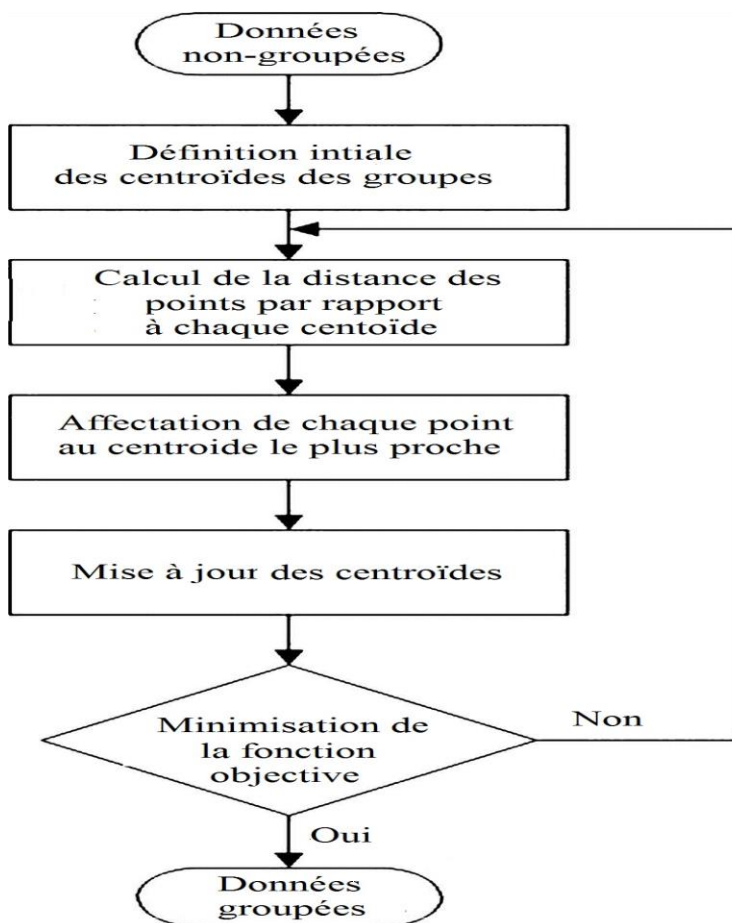 Données
non-groupées
Définition intiale
des centroïdes des groupes
Calcul de la distance des
points par rapport
à chaque centoïde
Affectation de chaque point
au centroide le plus proche
Mise à jour des centroïdes
Minimisation de
la fonction
objective
Non
Oui
Données
groupées